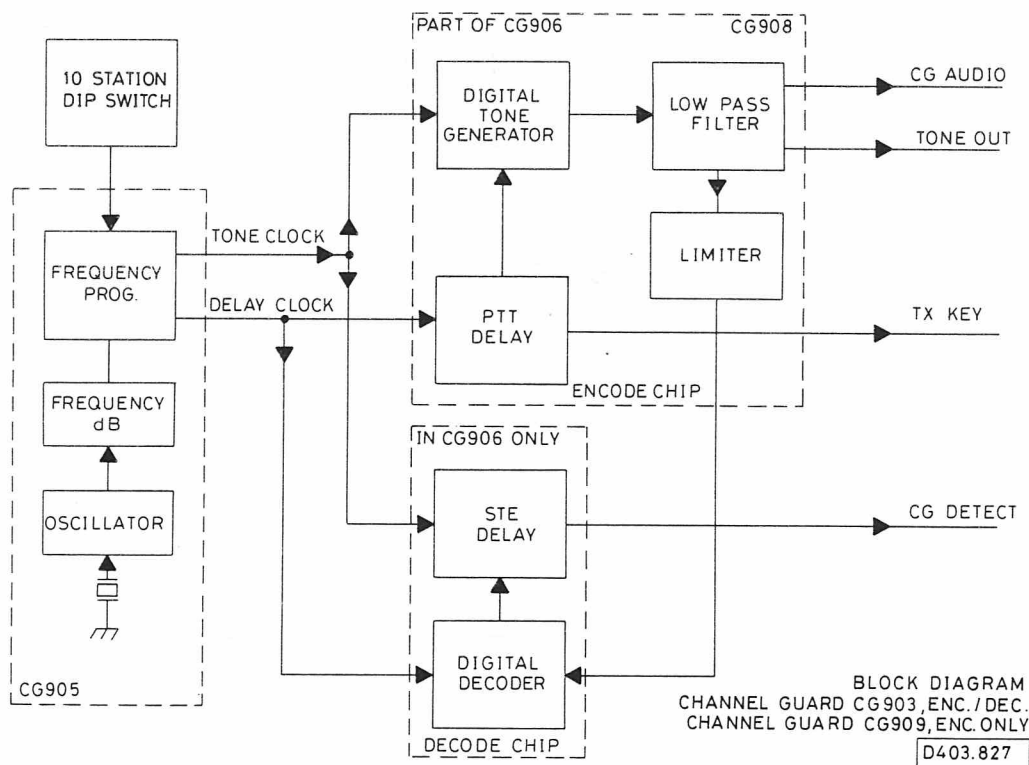 PART OF CG906
CG908
10 STATION
DIP SWITCH
DIGITAL
TONE
GENERATOR
LOW PASS
FILTER
CG AUDIO
TONE OUT
TONE CLOCK
FREQUENCY
PROG.
LIMITER
DELAY CLOCK
PTT
DELAY
TX KEY
ENCODE CHIP
FREQUENCY
dB
IN CG906 ONLY
OSCILLATOR
STE
DELAY
CG DETECT
DIGITAL
DECODER
CG905
DECODE CHIP
BLOCK DIAGRAM
CHANNEL GUARD CG903, ENC./DEC.
CHANNEL GUARD CG909, ENC. ONLY
D403.827